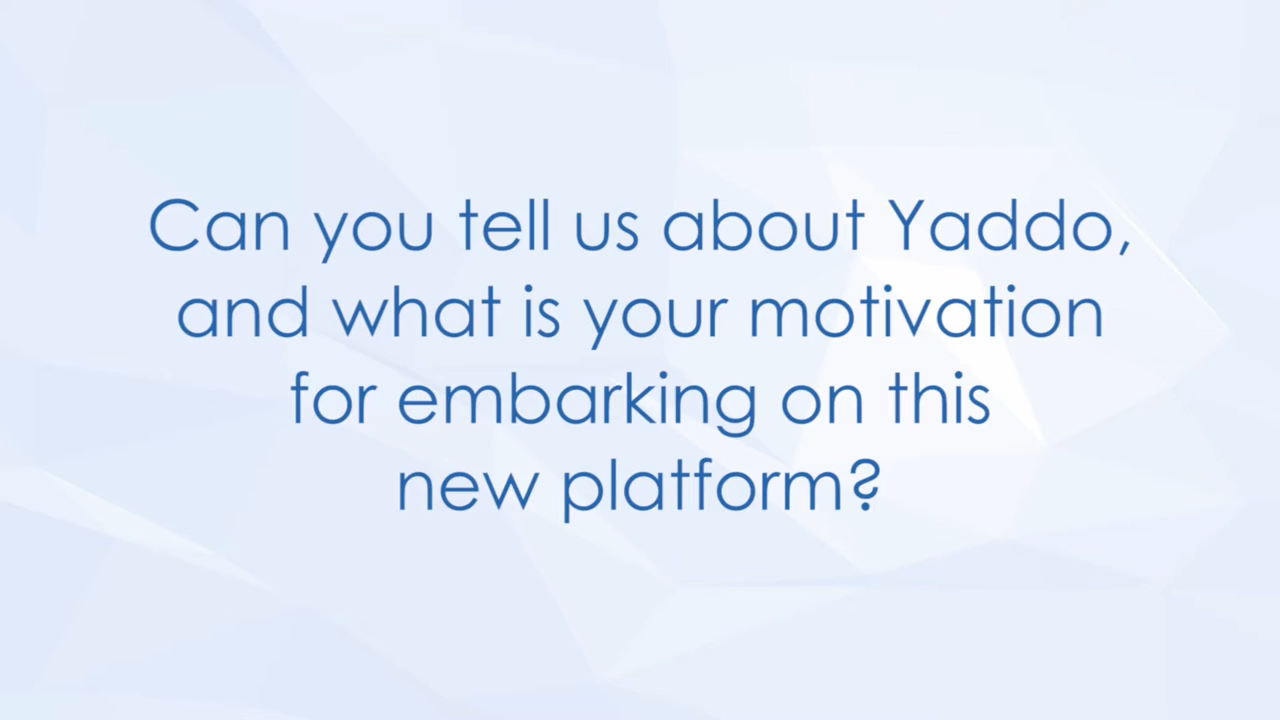 Can you tell us about Yaddo,
and what is your motivation
for embarking on this
new platform?